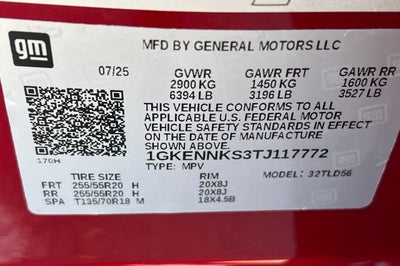 gm
MFD BY GENERAL MOTORS LLC
07/25 GVWR GAWR FRT GAWR RR
2900 KG 1450 KG 1600 KG
6394 LB 3196 LB 3527 LB
THIS VEHICLE CONFORMS TO ALL
APPLICABLE U.S. FEDERAL MOTOR
VEHICLE SAFETY STANDARDS IN EFFECT
ON THE DATE OF MANUFACTURE
SHOWN ABOVE.
1GKENNKS3TJ117772
170H TYPE: MPV MODEL: 32TLD56
TIRE SIZE RIM
FRT 255/55R20 H 20X8J
RR 255/55R20 H 20X8J
SPA T135/70R18 M 18X4.5B